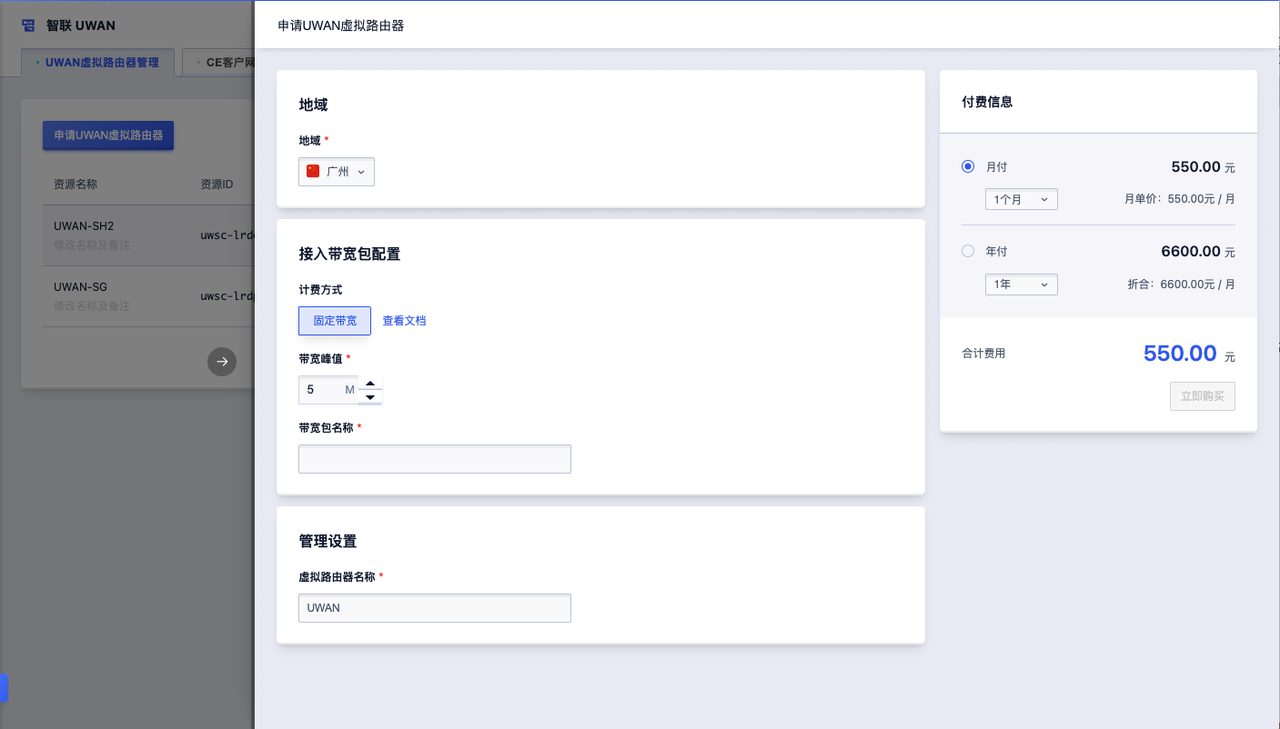 智联 UWAN
UWAN虚拟路由器管理
CE客户网
申请UWAN虚拟路由器
资源名称 资源ID
UWAN-SH2
修改名称及备注
uwsc-lrd
UWAN-SG
修改名称及备注
uwsc-lrd
申请UWAN虚拟路由器
地域
地域 *
广州
接入带宽包配置
计费方式
固定带宽 查看文档
带宽峰值 *
5 M
带宽包名称 *
管理设置
虚拟路由器名称 *
UWAN
付费信息
月付 550.00 元
1个月 月单价: 550.00元 / 月
年付 6600.00 元
1年 折合: 6600.00元 / 月
合计费用 550.00 元
立即购买